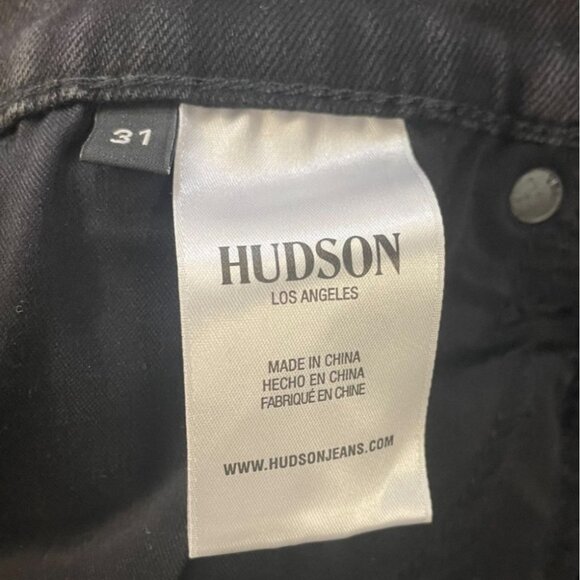 31
HUDSON
LOS ANGELES
MADE IN CHINA
HECHO EN CHINA
FABRIQUÉ EN CHINE
WWW.HUDSONJEANS.COM